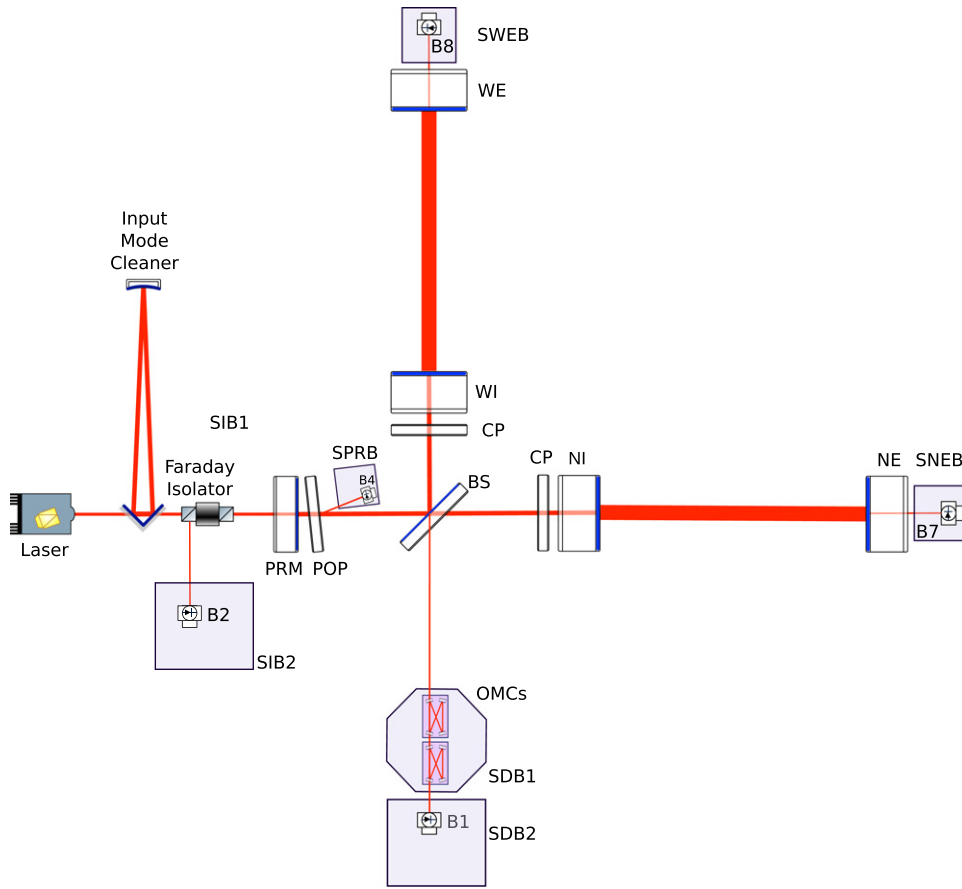 SWEB
B8
WE
Input
Mode
Cleaner
WI
SIB1
CP
SPRB
B4
Faraday
Isolator
BS
CP
NI
NE
SNEB
B7
Laser
PRM
POP
B2
SIB2
OMCs
SDB1
B1
SDB2